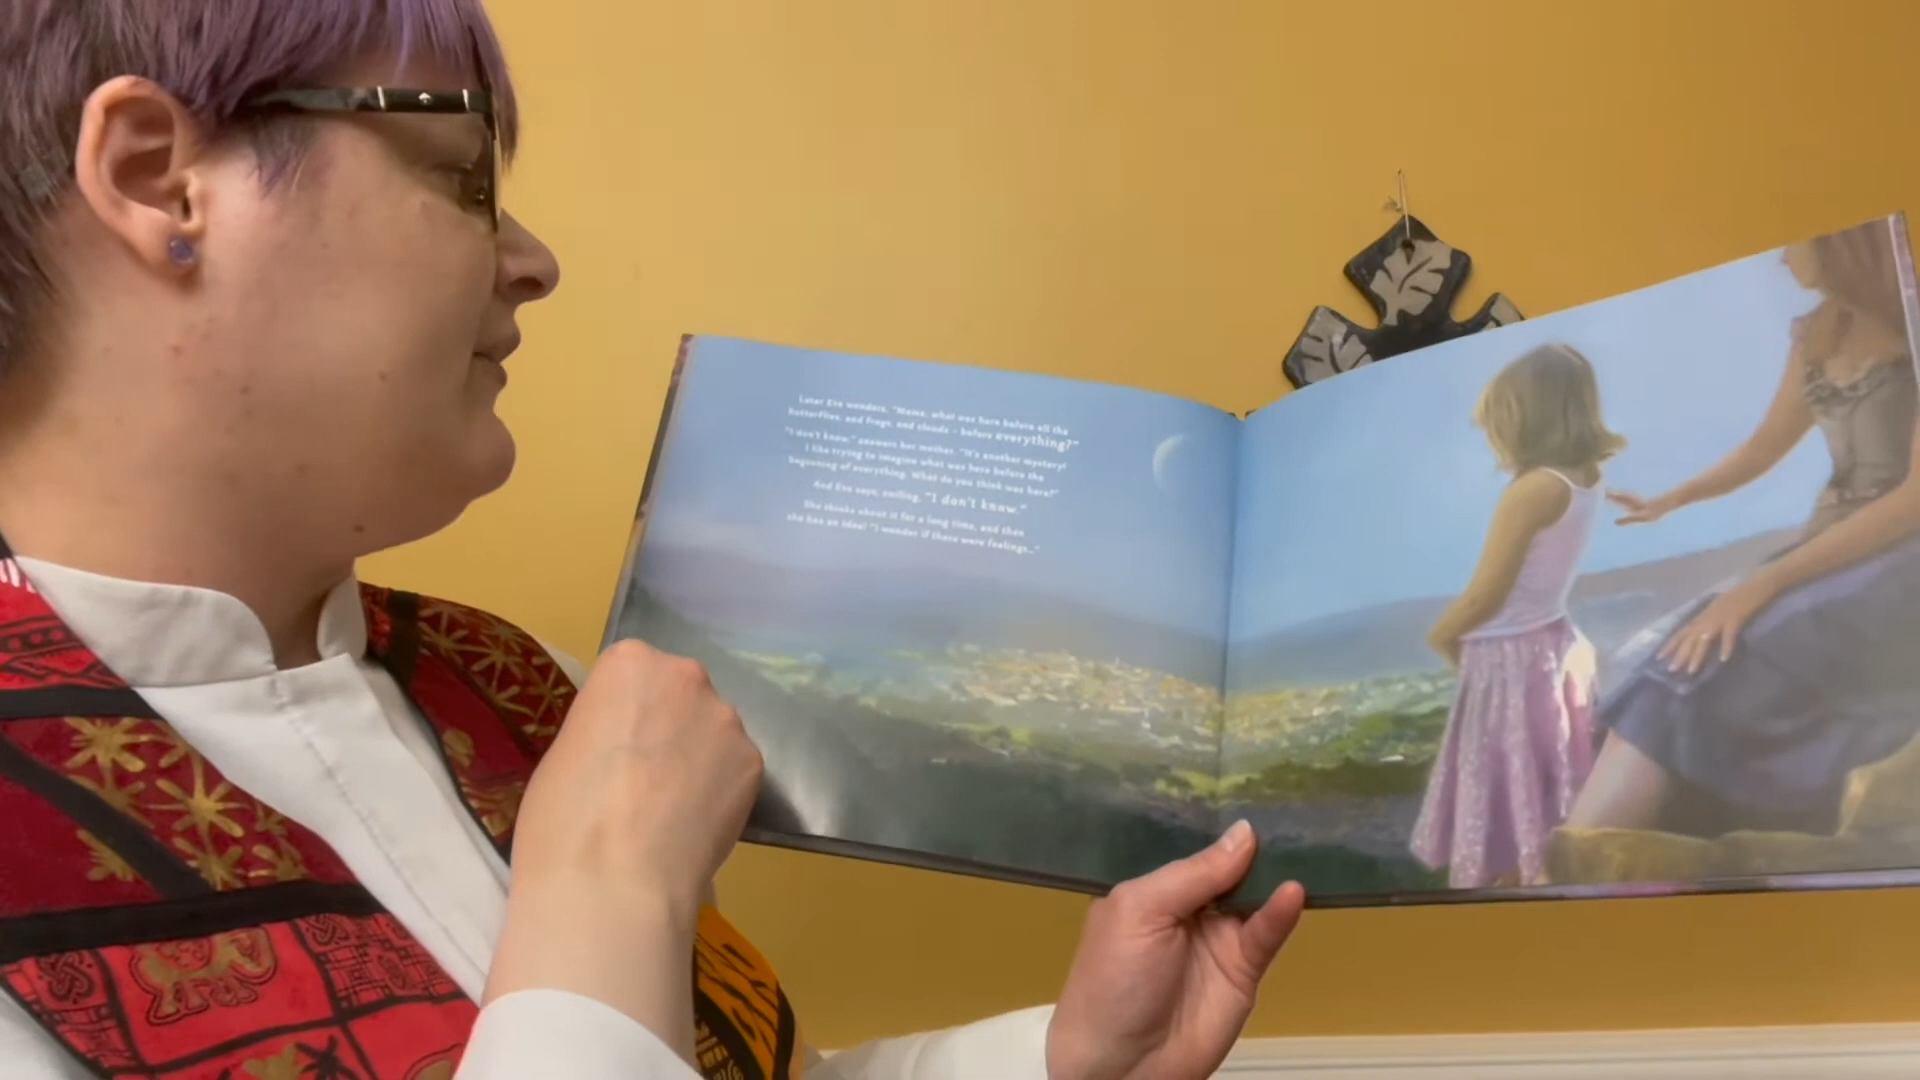 Later Eve wonders, "Mama, what was here before all the
butterflies, and frogs, and clouds – before everything?"
"I don't know," answers her mother. "It's another mystery!
I like trying to imagine what was here before the
beginning of everything. What do you think was here?"
And Eve says, smiling, "I don't know."
She thinks about it for a long time, and then
she has an idea! "I wonder if there were feelings..."